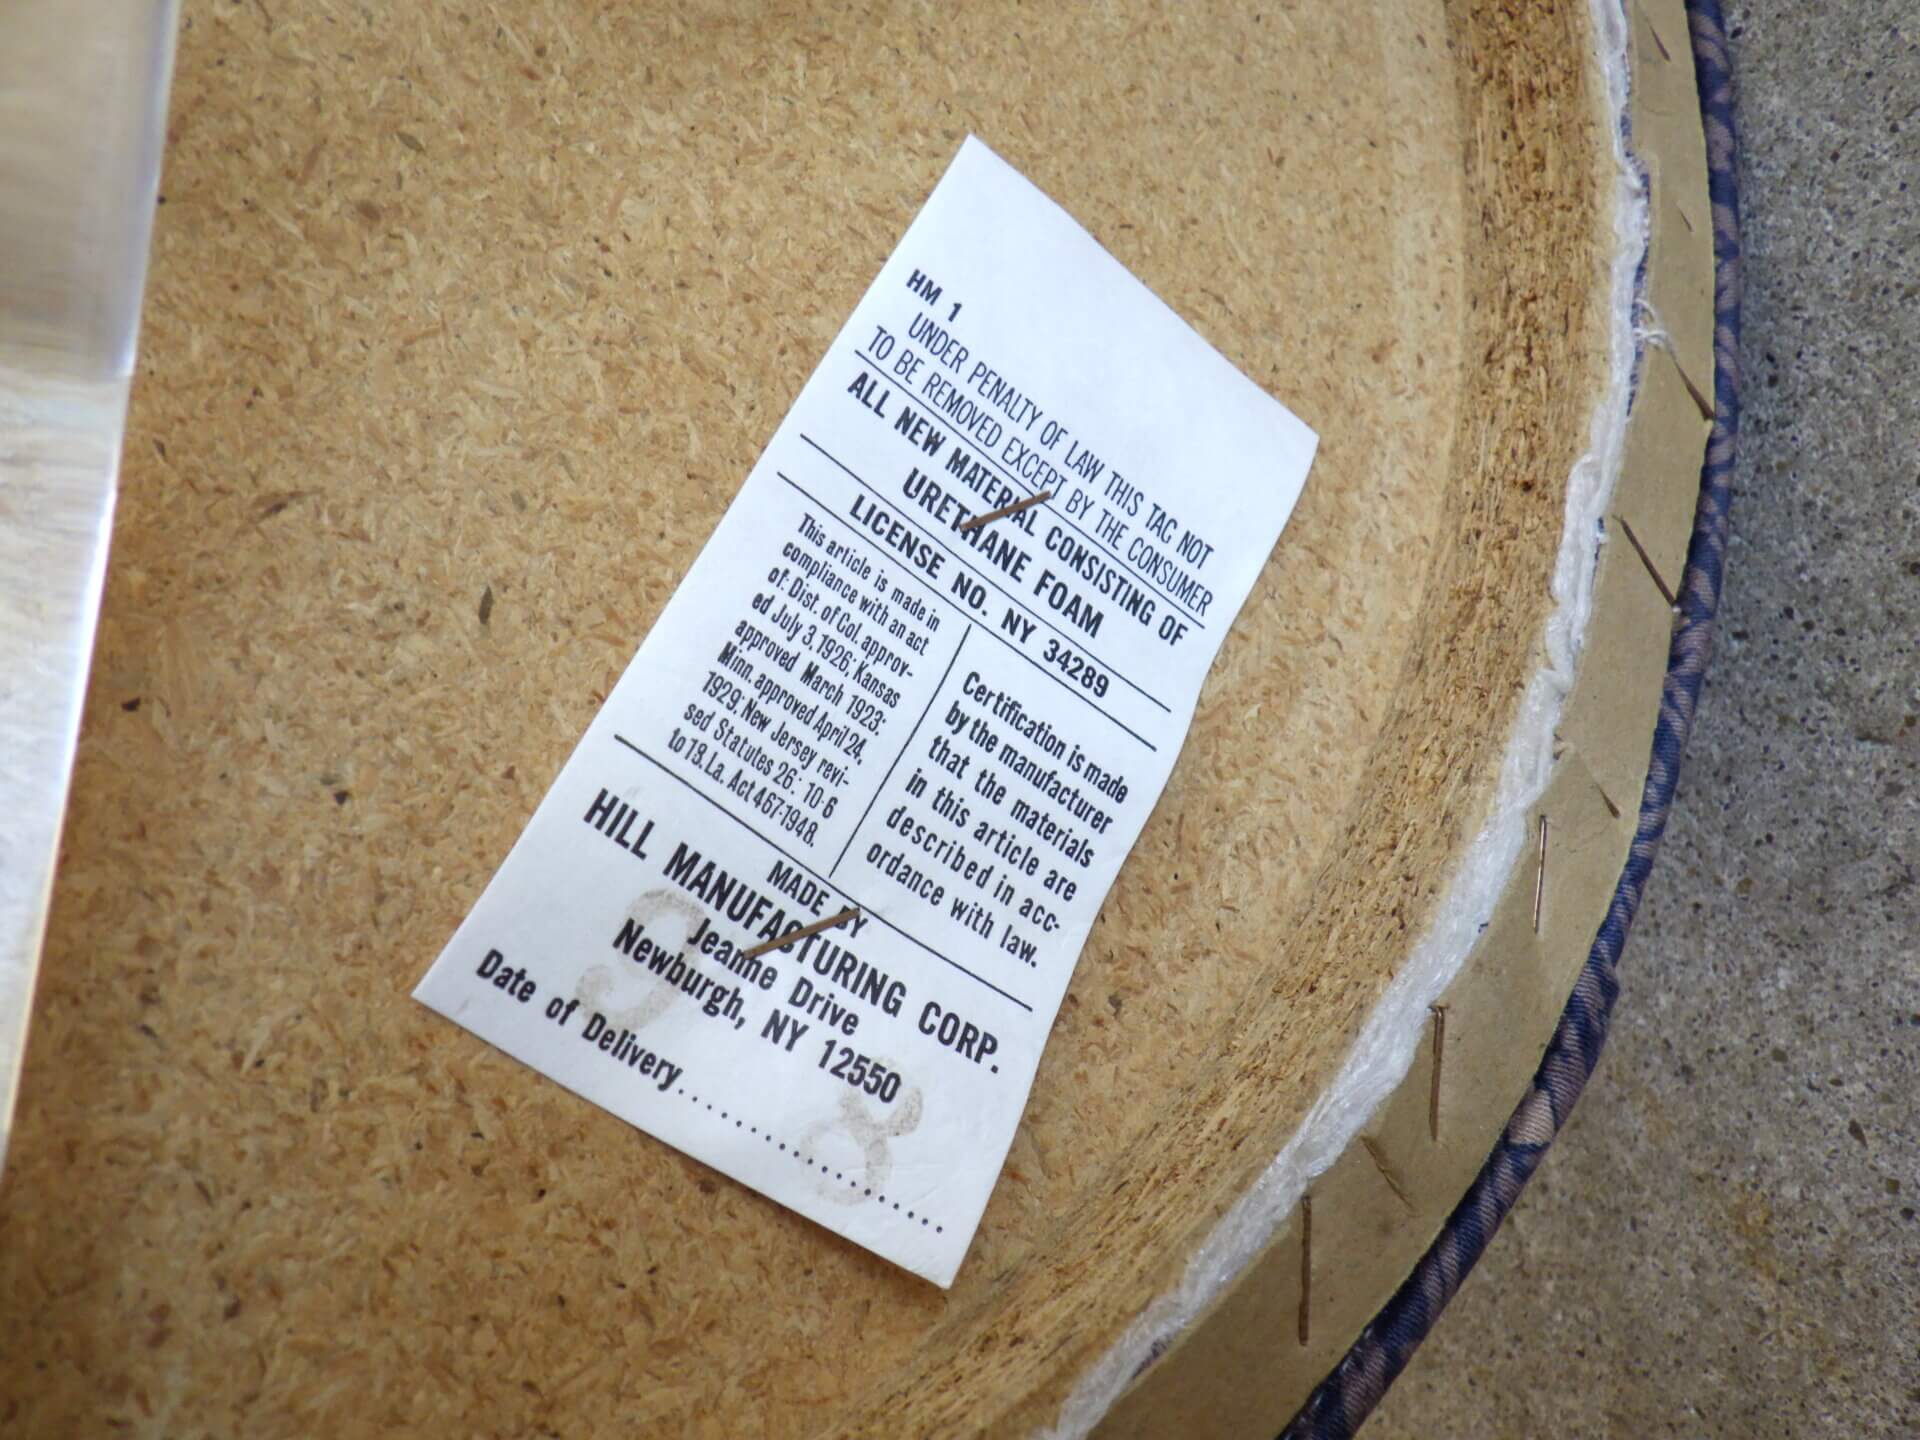 HM 1
UNDER PENALTY OF LAW THIS TAC NOT
TO BE REMOVED EXCEPT BY THE CONSUMER
ALL NEW MATERIAL CONSISTING OF
URETHANE FOAM
LICENSE NO. NY 34289
This article is made in
compliance with an act
of: Dist. of Col. approv-
ed July 3, 1926; Kansas
approved March 1923;
Minn. approved April 24,
1929; New Jersey revi-
sed Statutes 26: 10-6
to 18. La. Act 467-1948.
Certification is made
by the manufacturer
that the materials
in this article are
described in acc-
ordance with law.
MADE BY
HILL MANUFACTURING CORP.
Jeanne Drive
Newburgh, NY 12550
Date of Delivery....................
9 8